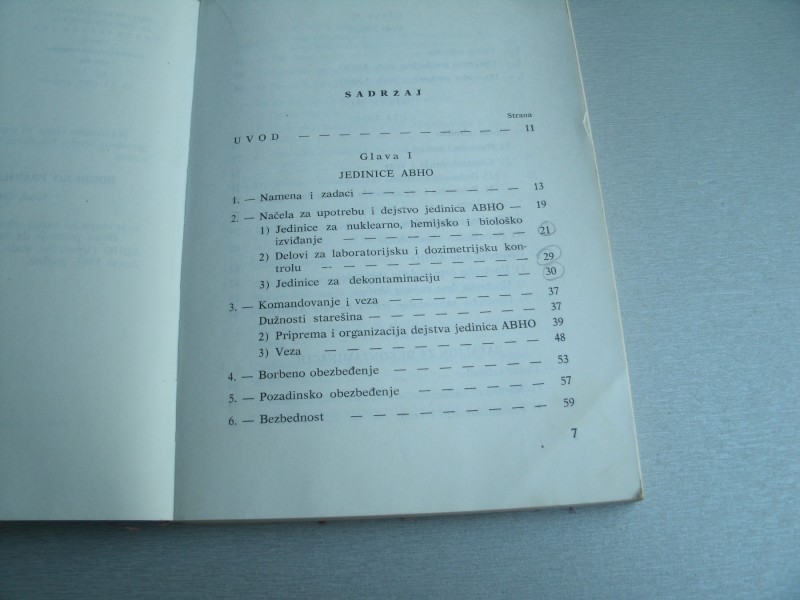 SADRŽAJ
Strana
UVOD — — — — — — — — — — 11
Glava I
JEDINICE ABHO
1. — Namena i zadaci — — — — — — — 13
2. — Načela za upotrebu i dejstvo jedinica ABHO — 19
1) Jedinice za nuklearno, hemijsko i biološko
izviđanje — — — — — — — — 21
2) Delovi za laboratorijsku i dozimetrijsku kon-
trolu — — — — — — — — — 29
3) Jedinice za dekontaminaciju — — — — 30
3. — Komandovanje i veza — — — — — — 37
Dužnosti starešina — — — — — — — 37
2) Priprema i organizacija dejstva jedinica ABHO 39
3) Veza — — — — — — — — — 48
4. — Borbeno obezbeđenje — — — — — — 53
5. — Pozadinsko obezbeđenje — — — — — 57
6. — Bezbednost — — — — — — — — 59
7